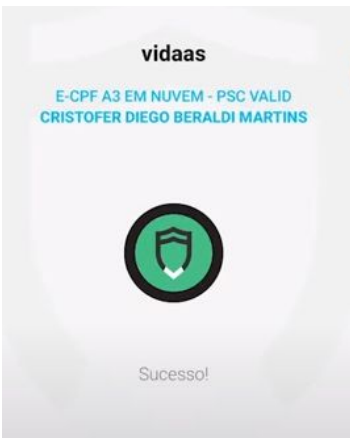 vidaas
E-CPF A3 EM NUVEM - PSC VALID
CRISTOFER DIEGO BERALDI MARTINS
Sucesso!